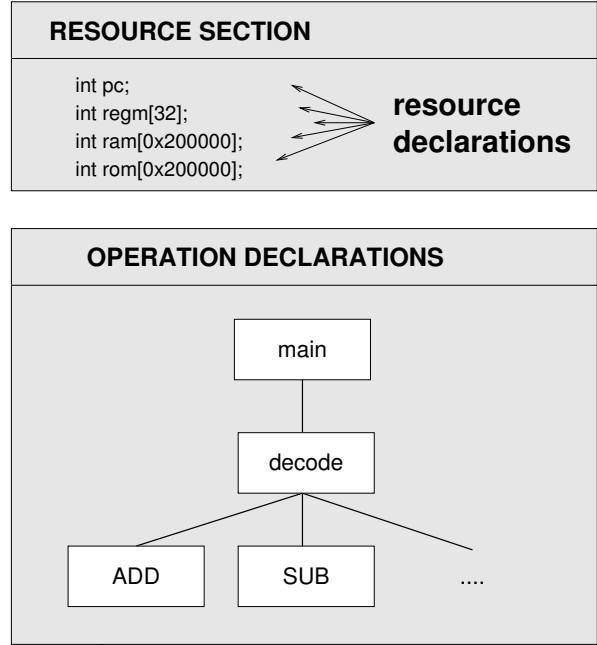 RESOURCE SECTION
int pc;
int regm[32];
int ram[0x200000];
int rom[0x200000];
resource
declarations
OPERATION DECLARATIONS
main
decode
ADD
SUB
....